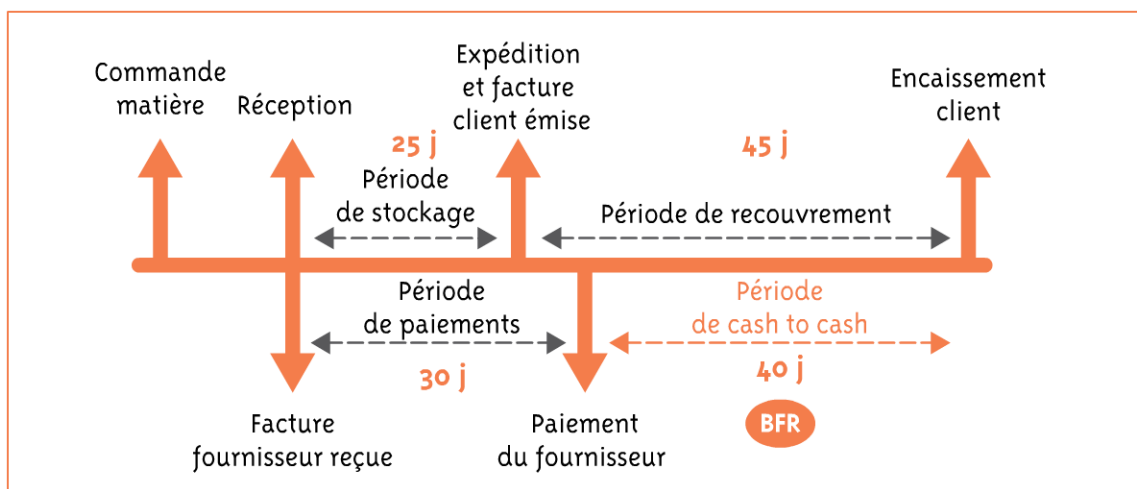 Commande
matière
Réception
Expédition
et facture
client émise
Encaissement
client
25 j
45 j
Période
de stockage
Période de recouvrement
Période
de paiements
Période
de cash to cash
30 j
40 j
BFR
Facture
fournisseur reçue
Paiement
du fournisseur